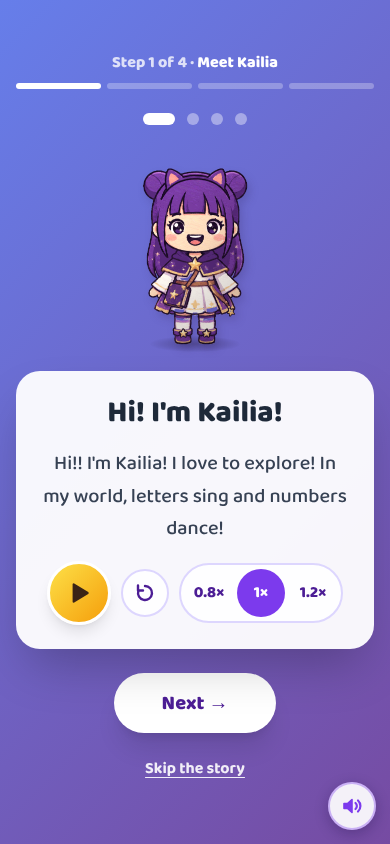 Step 1 of 4 · Meet Kailia
Hi! I'm Kailia!
Hi!! I'm Kailia! I love to explore! In
my world, letters sing and numbers
dance!
0.8× 1× 1.2×
Next →
Skip the story